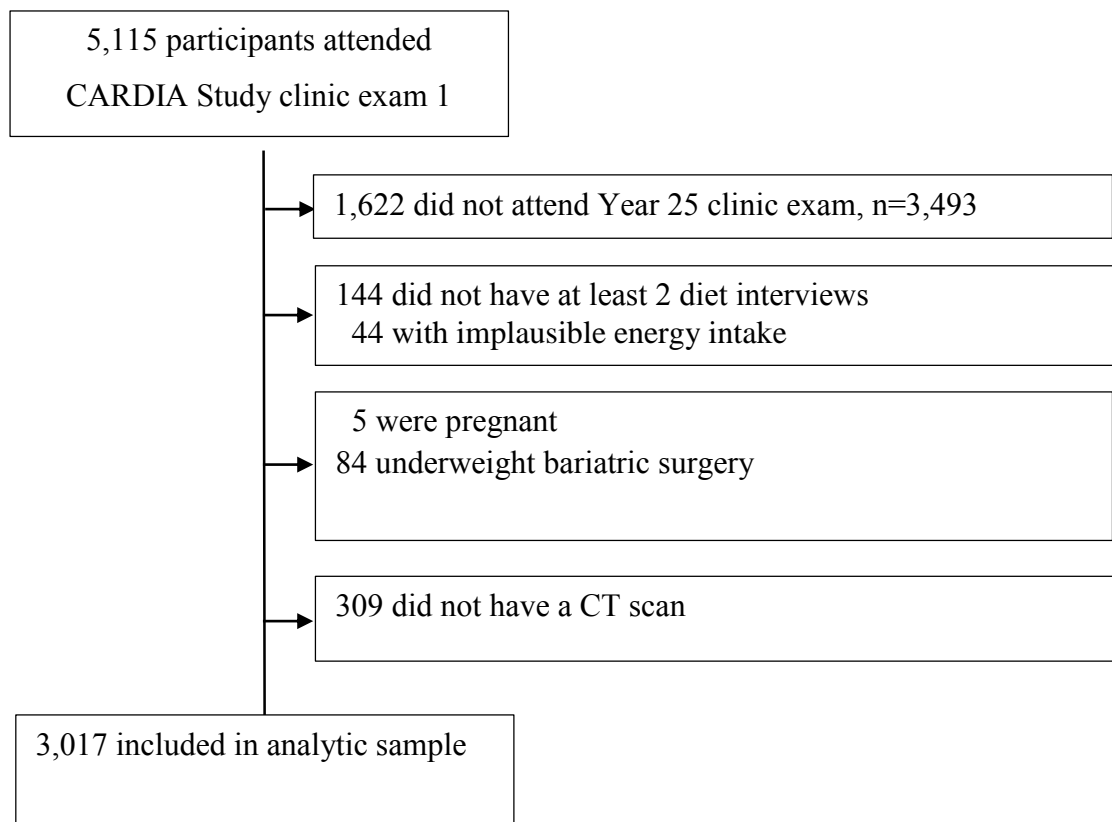 5,115 participants attended
CARDIA Study clinic exam 1
1,622 did not attend Year 25 clinic exam, n=3,493
144 did not have at least 2 diet interviews
44 with implausible energy intake
5 were pregnant
84 underweight bariatric surgery
309 did not have a CT scan
3,017 included in analytic sample